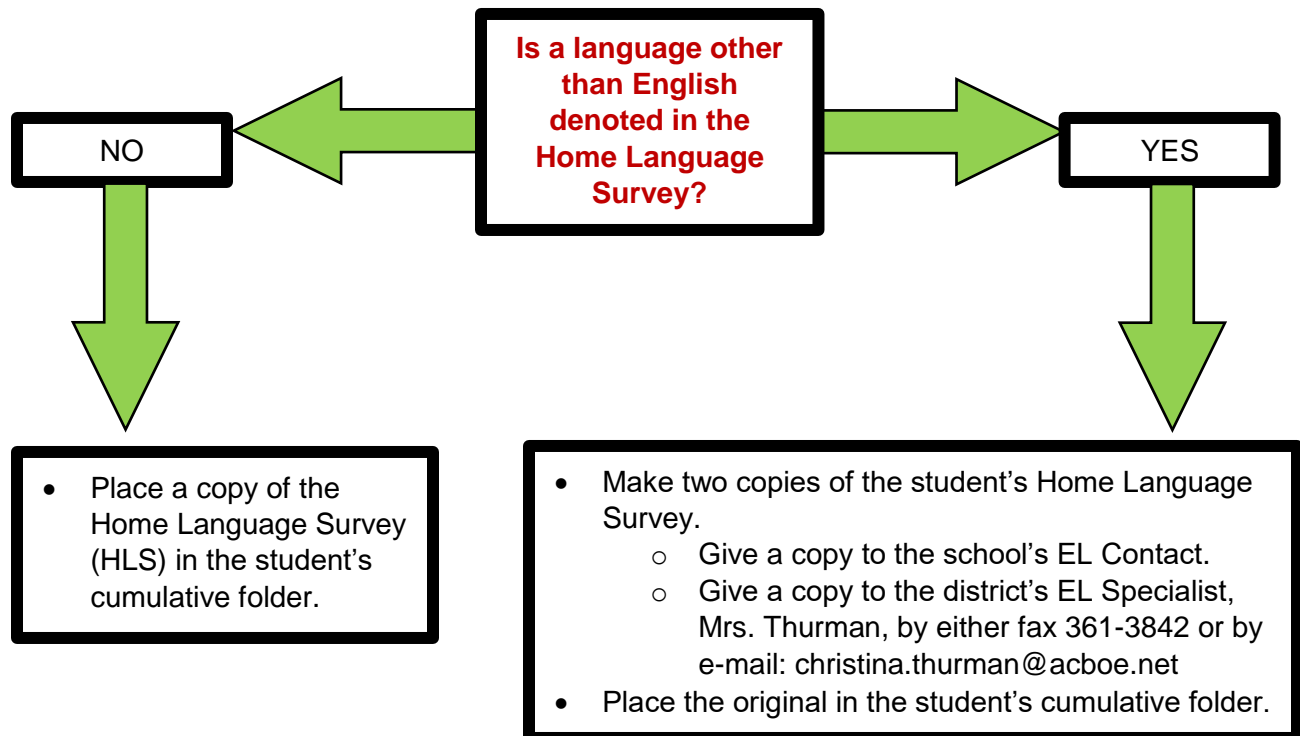 Is a language other
than English
denoted in the
Home Language
Survey?
NO
YES
• Place a copy of the
Home Language Survey
(HLS) in the student’s
cumulative folder.
• Make two copies of the student’s Home Language
Survey.
o Give a copy to the school’s EL Contact.
o Give a copy to the district’s EL Specialist,
Mrs. Thurman, by either fax 361-3842 or by
e-mail: christina.thurman@acboe.net
• Place the original in the student’s cumulative folder.